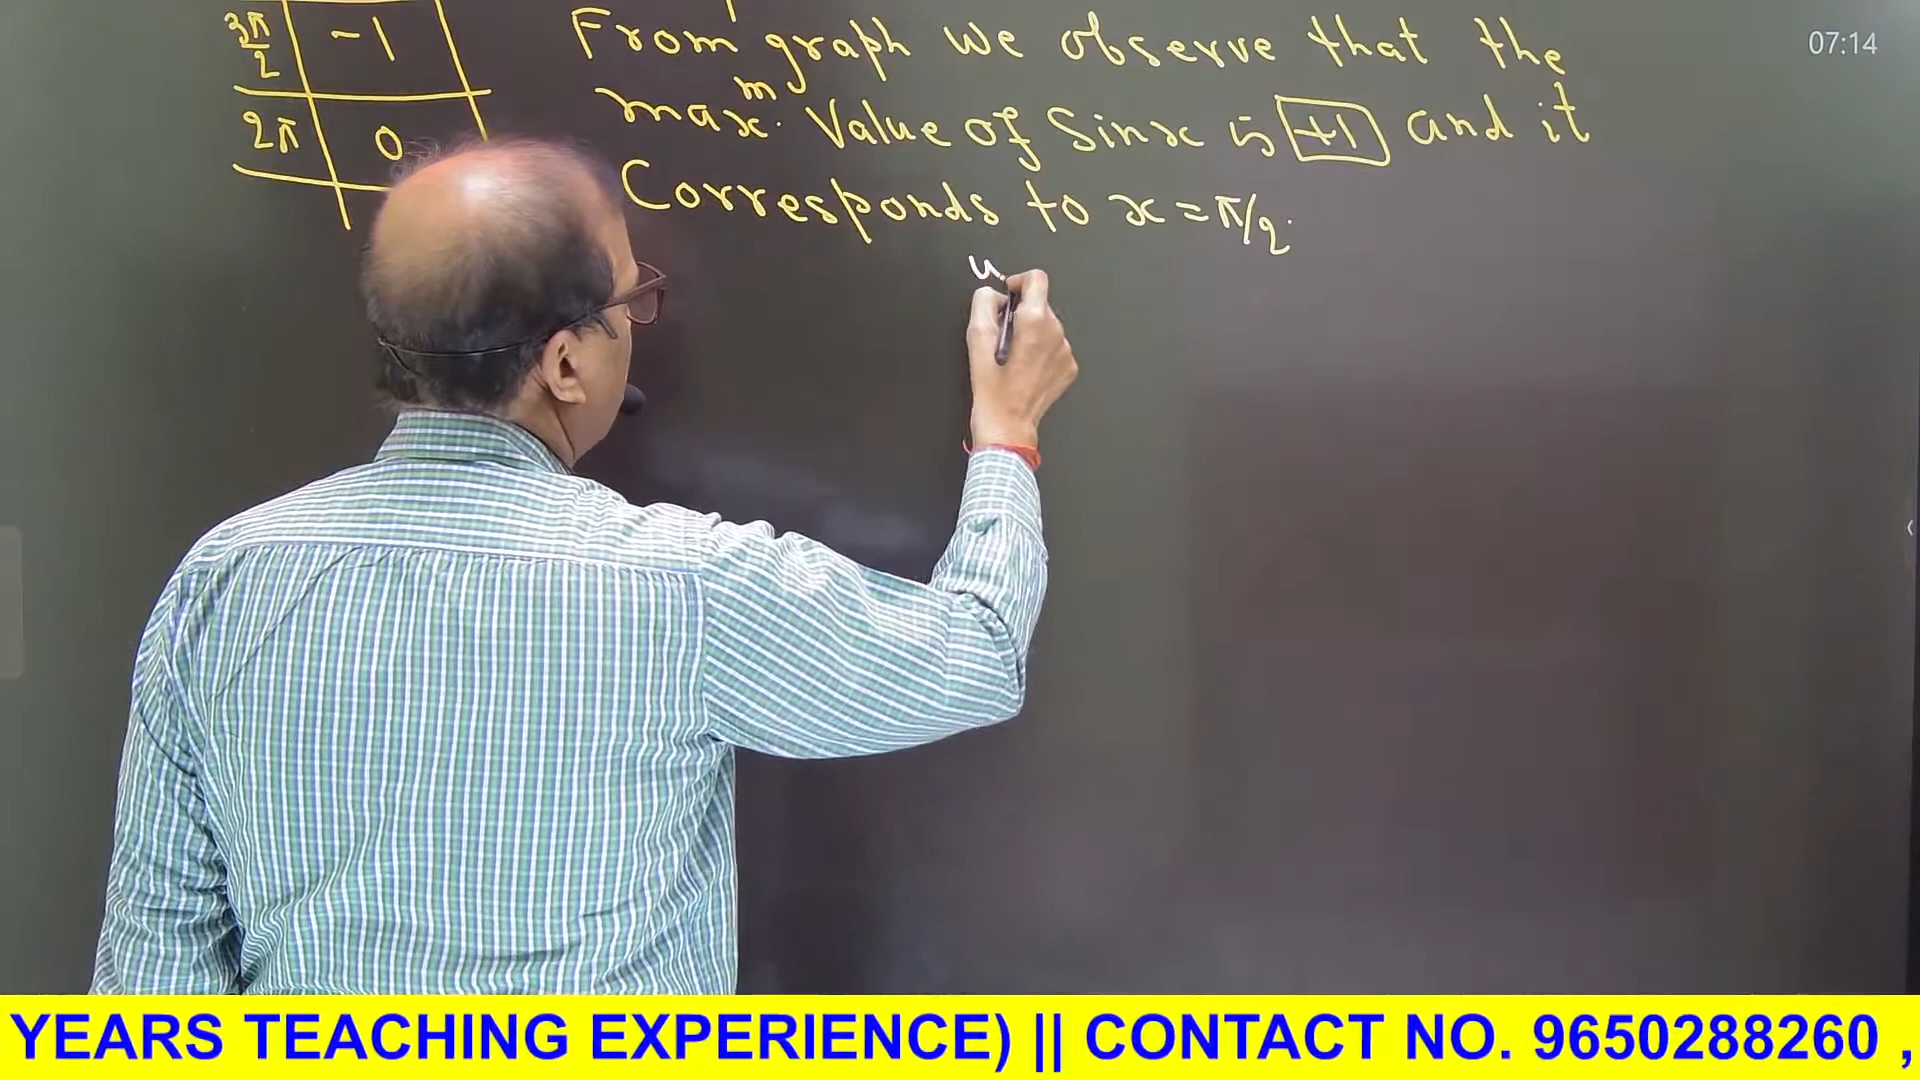 3π/2 -1
2π 0
From graph we observe that the
maxᵐ. Value of Sinx is +1 and it
Corresponds to x = π/2.
07:14
YEARS TEACHING EXPERIENCE) || CONTACT NO. 9650288260 ,